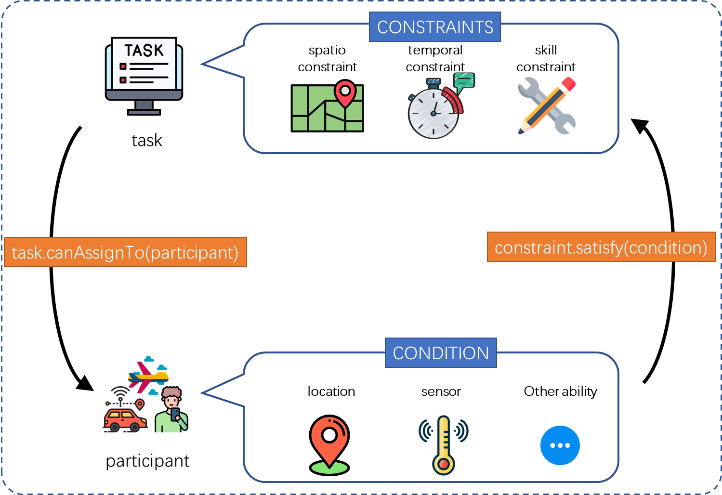 CONSTRAINTS
TASK
spatio
constraint
temporal
constraint
skill
constraint
task
task.canAssignTo(participant)
constraint.satisfy(condition)
CONDITION
location
sensor
Other ability
participant